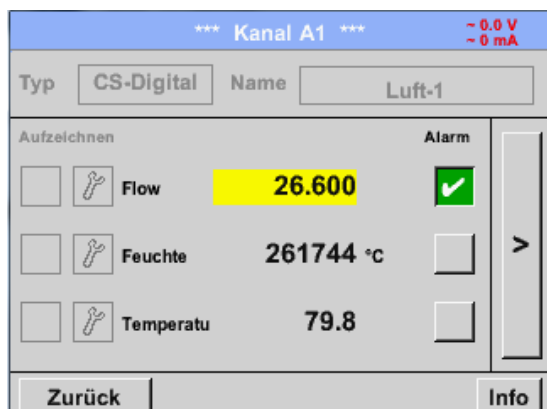 *** Kanal A1 ***
~ 0.0 V
~ 0 mA
Typ CS-Digital Name Luft-1
Aufzeichnen Alarm
Flow 26.600
Feuchte 261744 °C
Temperatu 79.8
>
Zurück Info